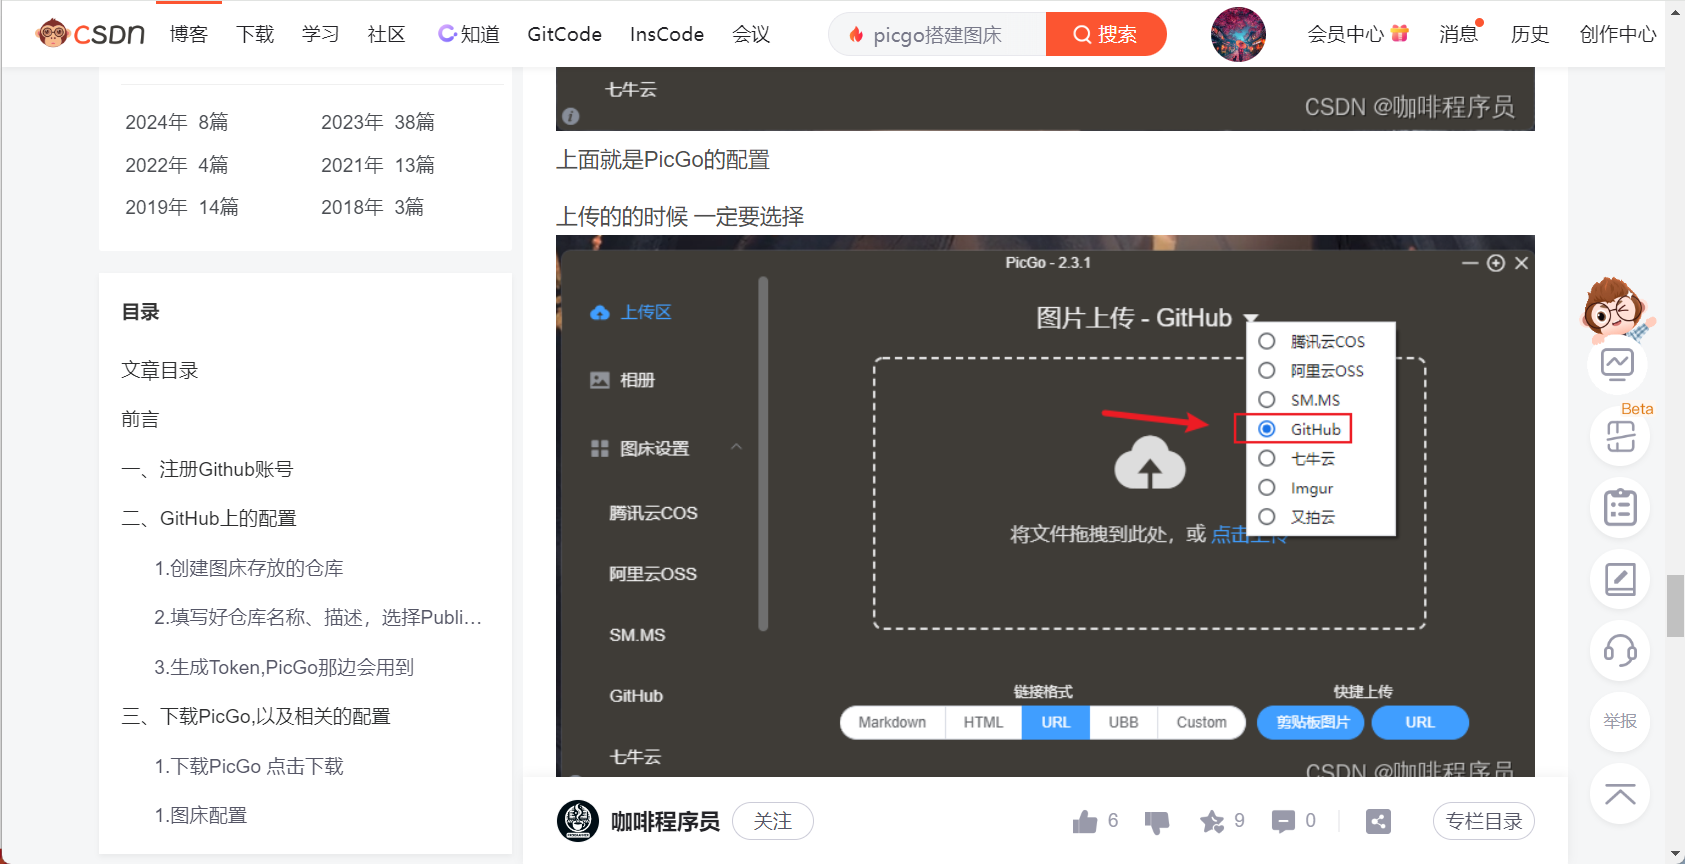 CSDN 博客 下载 学习 社区 知道 GitCode InsCode 会议 picgo搭建图床 搜索 会员中心 消息 历史 创作中心
2024年 8篇 2023年 38篇
2022年 4篇 2021年 13篇
2019年 14篇 2018年 3篇
目录
文章目录
前言
一、注册Github账号
二、GitHub上的配置
1.创建图床存放的仓库
2.填写好仓库名称、描述，选择Publi...
3.生成Token,PicGo那边会用到
三、下载PicGo,以及相关的配置
1.下载PicGo 点击下载
1.图床配置
七牛云
CSDN @咖啡程序员
上面就是PicGo的配置
上传的的时候 一定要选择
PicGo - 2.3.1
上传区
相册
图床设置
腾讯云COS
阿里云OSS
SM.MS
GitHub
七牛云
图片上传 - GitHub
腾讯云COS
阿里云OSS
SM.MS
GitHub
七牛云
Imgur
又拍云
将文件拖拽到此处，或 点击上传
链接格式 快捷上传
Markdown HTML URL UBB Custom 剪贴板图片 URL
CSDN @咖啡程序员
咖啡程序员 关注 6 9 0 专栏目录
Beta
举报